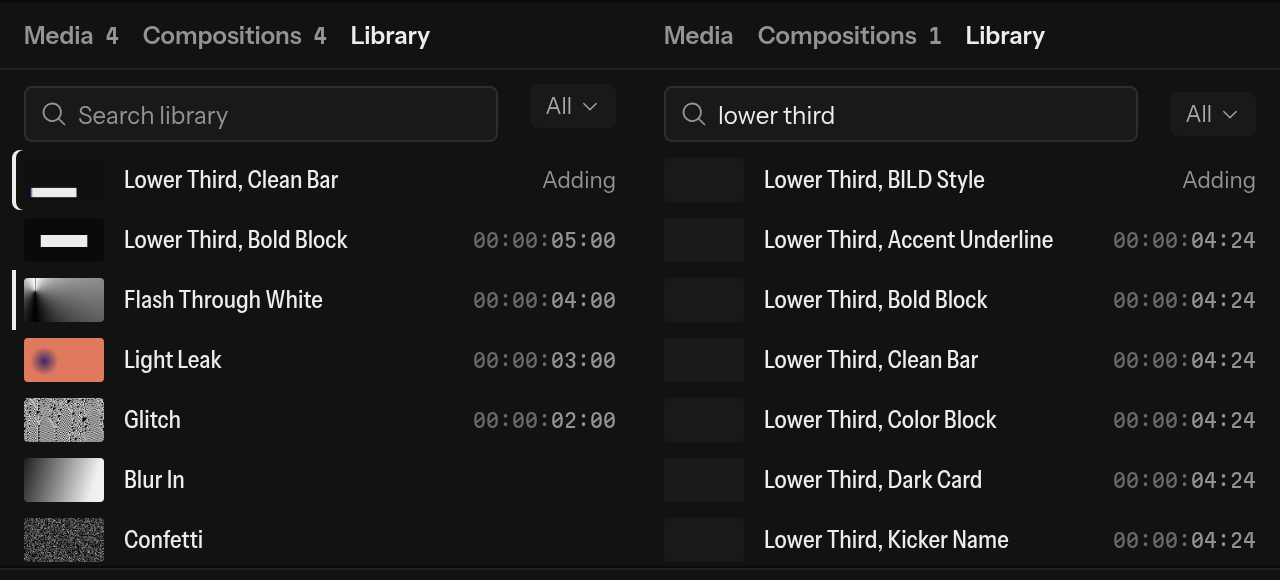 Media 4 Compositions 4 Library
Search library All
Lower Third, Clean Bar Adding
Lower Third, Bold Block 00:00:05:00
Flash Through White 00:00:04:00
Light Leak 00:00:03:00
Glitch 00:00:02:00
Blur In
Confetti
Media Compositions 1 Library
lower third All
Lower Third, BILD Style Adding
Lower Third, Accent Underline 00:00:04:24
Lower Third, Bold Block 00:00:04:24
Lower Third, Clean Bar 00:00:04:24
Lower Third, Color Block 00:00:04:24
Lower Third, Dark Card 00:00:04:24
Lower Third, Kicker Name 00:00:04:24